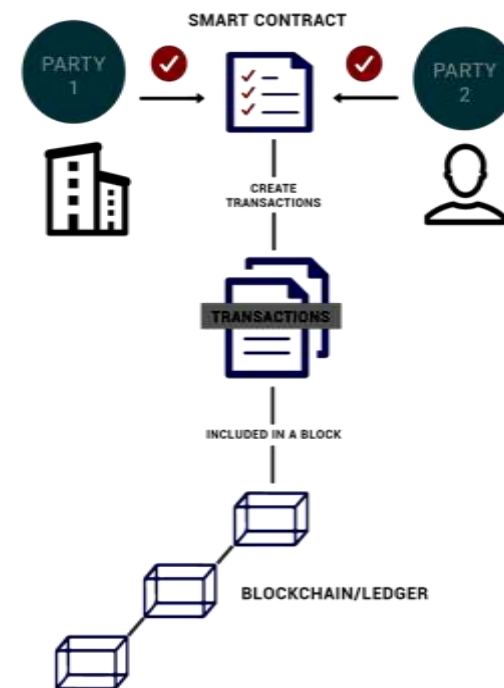 SMART CONTRACT
PARTY
1
PARTY
2
CREATE
TRANSACTIONS
TRANSACTIONS
INCLUDED IN A BLOCK
BLOCKCHAIN/LEDGER